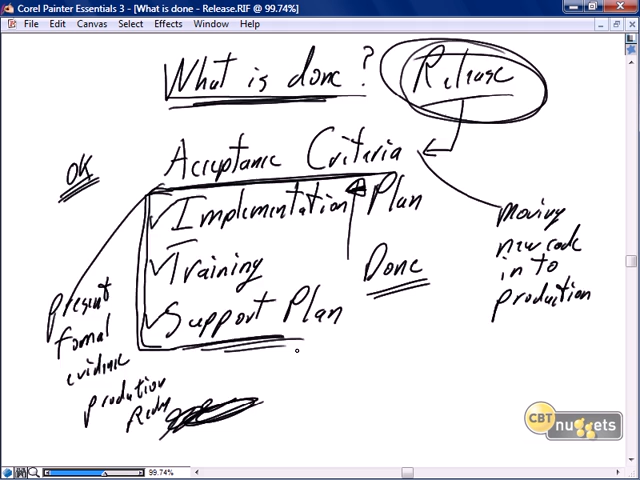 Corel Painter Essentials 3 - [What is done - Release.RIF @ 99.74%]
File Edit Select Effects Window Help
What is done? Release
OK Acceptance Criteria
Implementation Plan
Training Done
Support Plan
moving
new code
in to
production
present
formal
evidence
production
Ready
CBT
nuggets
99.74%